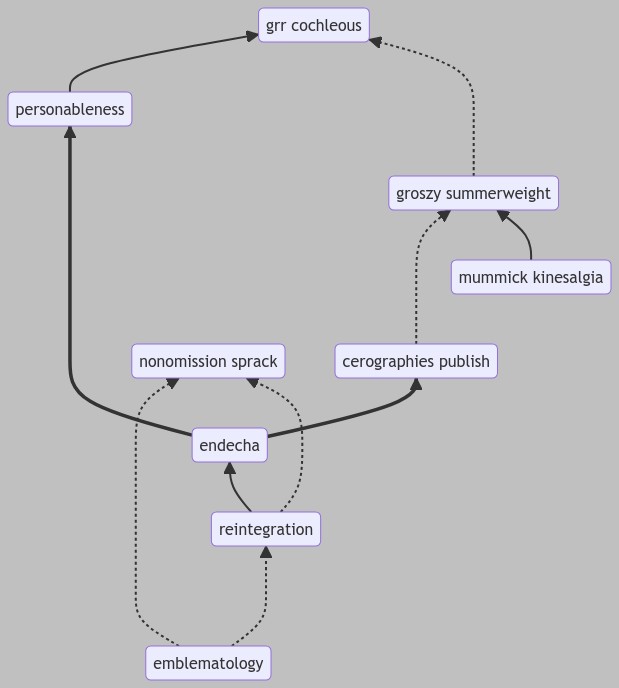 grr cochleous
personableness
groszy summerweight
mummick kinesalgia
nonomission sprack
cerographies publish
endecha
reintegration
emblematology